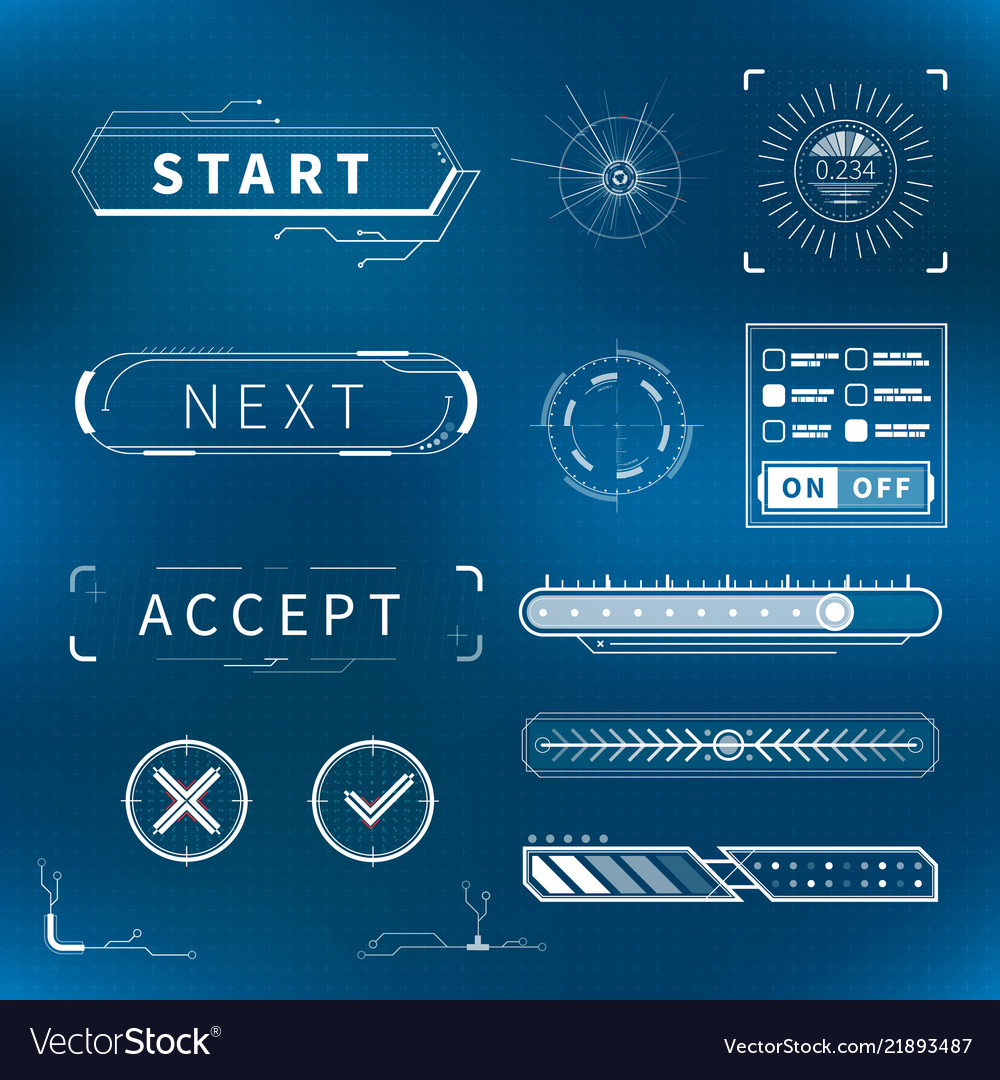 START
0.234
NEXT
ON OFF
ACCEPT
VectorStock®
VectorStock.com/21893487